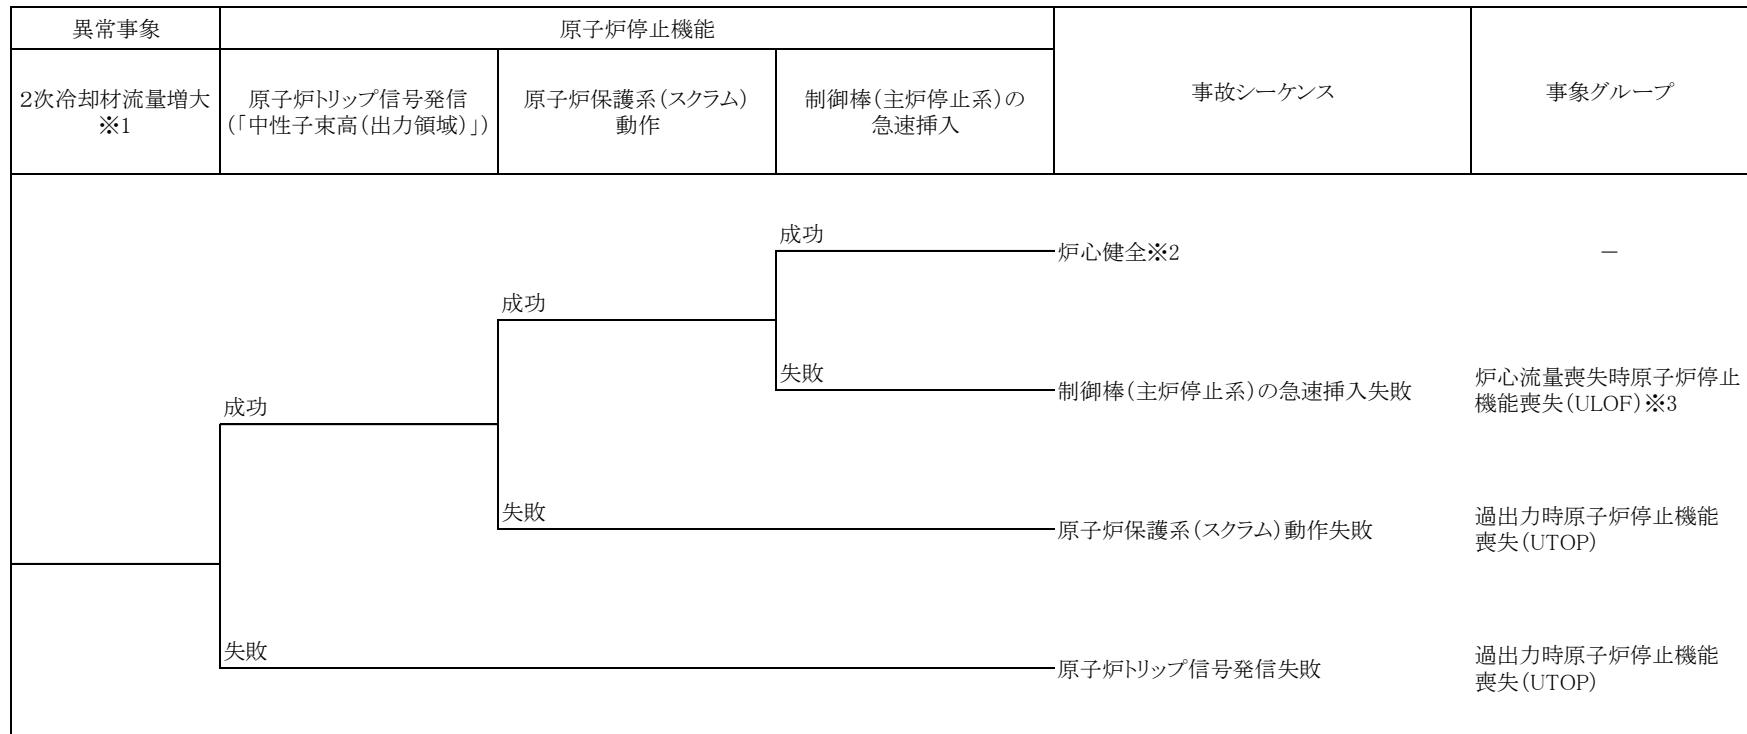 異常事象
原子炉停止機能
事故シーケンス
事象グループ
2次冷却材流量増大
※1
原子炉トリップ信号発信
(「中性子束高(出力領域)」)
原子炉保護系(スクラム)
動作
制御棒(主炉停止系)の
急速挿入
成功
炉心健全※2
－
成功
失敗
制御棒(主炉停止系)の急速挿入失敗
炉心流量喪失時原子炉停止
機能喪失(ULOF)※3
成功
失敗
原子炉保護系(スクラム)動作失敗
過出力時原子炉停止機能
喪失(UTOP)
失敗
原子炉トリップ信号発信失敗
過出力時原子炉停止機能
喪失(UTOP)